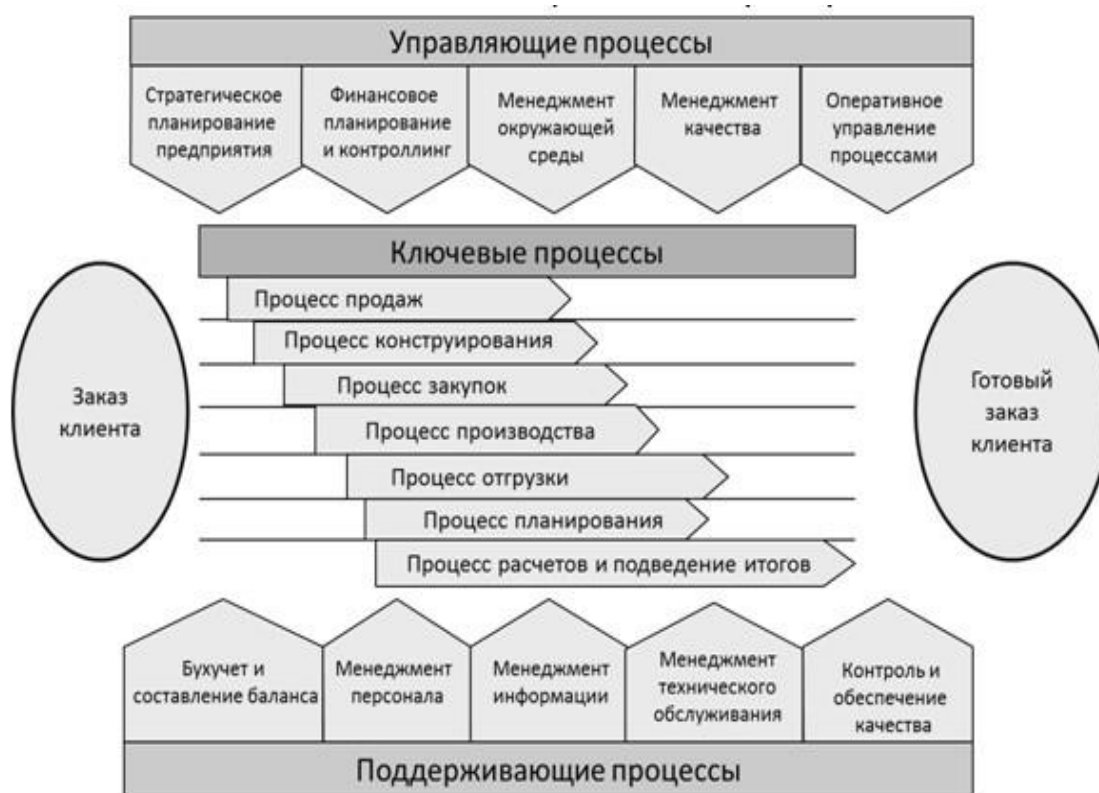 Управляющие процессы
Стратегическое
планирование
предприятия
Финансовое
планирование
и контроллинг
Менеджмент
окружающей
среды
Менеджмент
качества
Оперативное
управление
процессами
Ключевые процессы
Процесс продаж
Процесс конструирования
Процесс закупок
Процесс производства
Процесс отгрузки
Процесс планирования
Процесс расчетов и подведение итогов
Заказ
клиента
Готовый
заказ
клиента
Бухучет и
составление баланса
Менеджмент
персонала
Менеджмент
информации
Менеджмент
технического
обслуживания
Контроль и
обеспечение
качества
Поддерживающие процессы